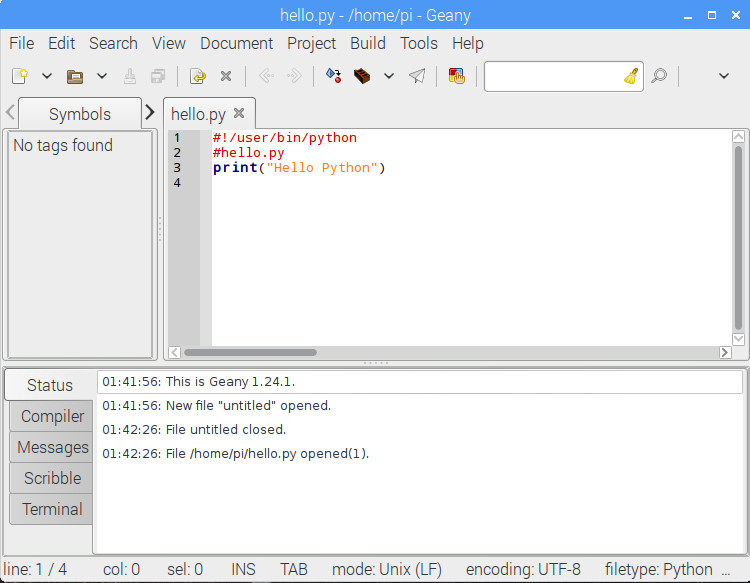 hello.py - /home/pi - Geany
File Edit Search View Document Project Build Tools Help
Symbols
hello.py
No tags found
1 #!/user/bin/python
2 #hello.py
3 print("Hello Python")
4
Status
Compiler
Messages
Scribble
Terminal
01:41:56: This is Geany 1.24.1.
01:41:56: New file "untitled" opened.
01:42:26: File untitled closed.
01:42:26: File /home/pi/hello.py opened(1).
line: 1 / 4 col: 0 sel: 0 INS TAB mode: Unix (LF) encoding: UTF-8 filetype: Python ...